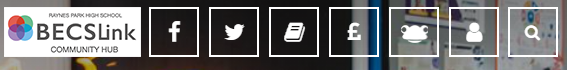 RAYNES PARK HIGH SCHOOL
BECSLink
COMMUNITY HUB
f
£